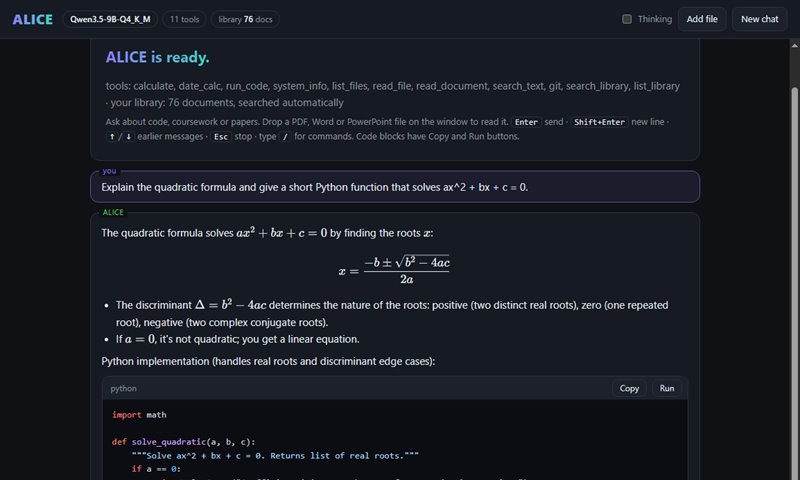 ALICE Qwen3.5-9B-Q4_K_M 11 tools library 76 docs Thinking Add file New chat
ALICE is ready.
tools: calculate, date_calc, run_code, system_info, list_files, read_file, read_document, search_text, git, search_library, list_library
· your library: 76 documents, searched automatically
Ask about code, coursework or papers. Drop a PDF, Word or PowerPoint file on the window to read it. Enter send · Shift+Enter new line ·
↑ / ↓ earlier messages · Esc stop · type / for commands. Code blocks have Copy and Run buttons.
you
Explain the quadratic formula and give a short Python function that solves ax^2 + bx + c = 0.
ALICE
The quadratic formula solves ax² + bx + c = 0 by finding the roots x:
x = (−b ± √(b² − 4ac)) / 2a
• The discriminant Δ = b² − 4ac determines the nature of the roots: positive (two distinct real roots), zero (one repeated
root), negative (two complex conjugate roots).
• If a = 0, it's not quadratic; you get a linear equation.
Python implementation (handles real roots and discriminant edge cases):
python Copy Run
import math
def solve_quadratic(a, b, c):
"""Solve ax^2 + bx + c = 0. Returns list of real roots."""
if a == 0: